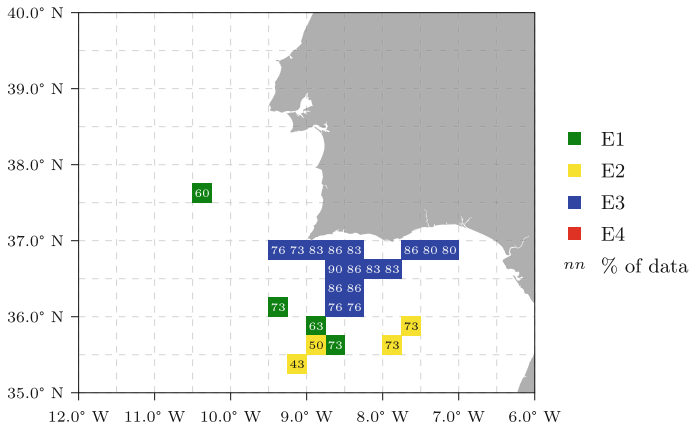 40.0° N
39.0° N
38.0° N
37.0° N
36.0° N
35.0° N
60
76 73 83 86 83 86 80 80
90 86 83 83
86 86
73 76 76
63 73
50 73 73
43
12.0° W 11.0° W 10.0° W 9.0° W 8.0° W 7.0° W 6.0° W
E1
E2
E3
E4
nn % of data